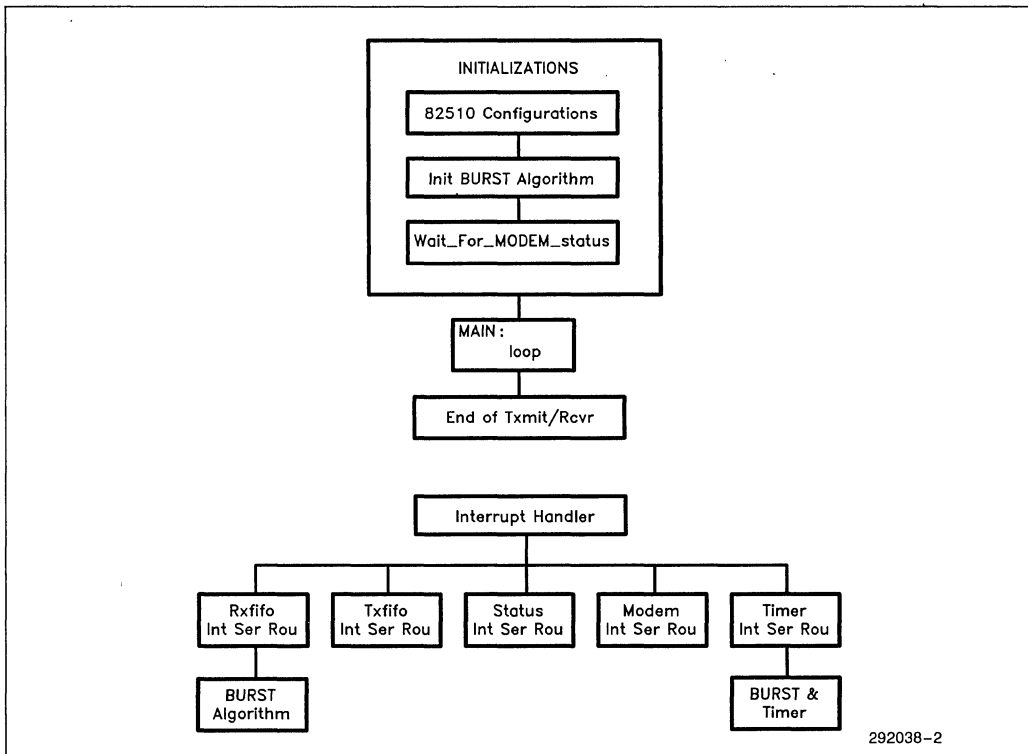 INITIALIZATIONS
82510 Configurations
Init BURST Algorithm
Wait_For_MODEM_status
MAIN:
loop
End of Txmit/Rcvr
Interrupt Handler
Rxfifo
Int Ser Rou
Txfifo
Int Ser Rou
Status
Int Ser Rou
Modem
Int Ser Rou
Timer
Int Ser Rou
BURST
Algorithm
BURST &
Timer
292038-2